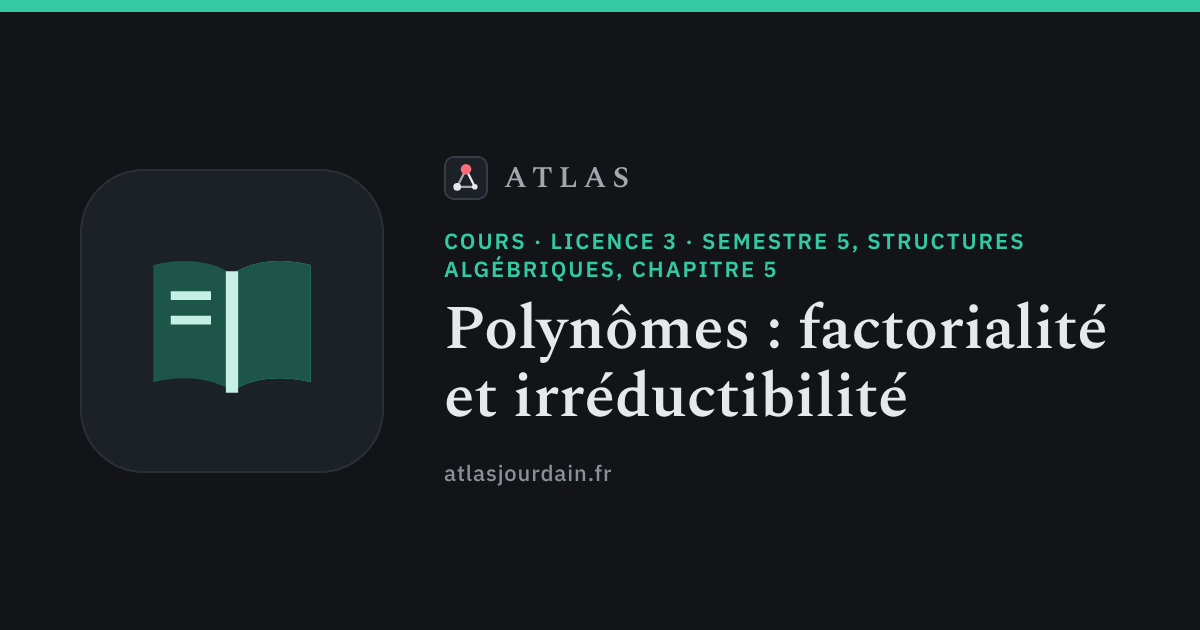 ATLAS
COURS · LICENCE 3 · SEMESTRE 5, STRUCTURES
ALGÉBRIQUES, CHAPITRE 5
Polynômes : factorialité
et irréductibilité
atlasjourdain.fr